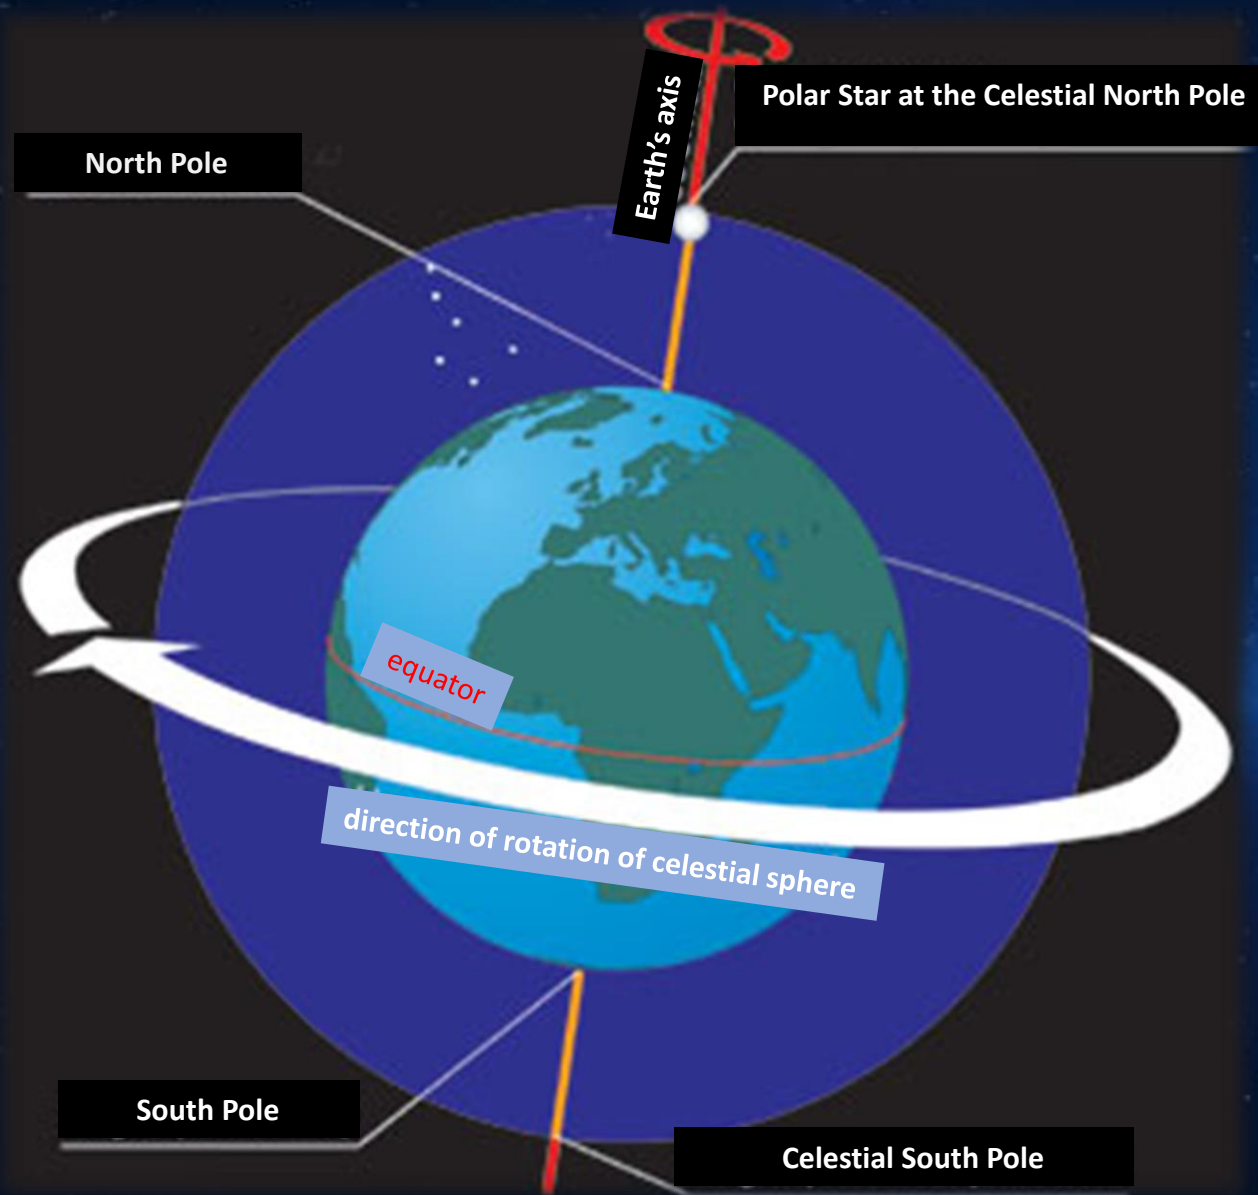 Polar Star at the Celestial North Pole
Earth's axis
North Pole
equator
direction of rotation of celestial sphere
South Pole
Celestial South Pole